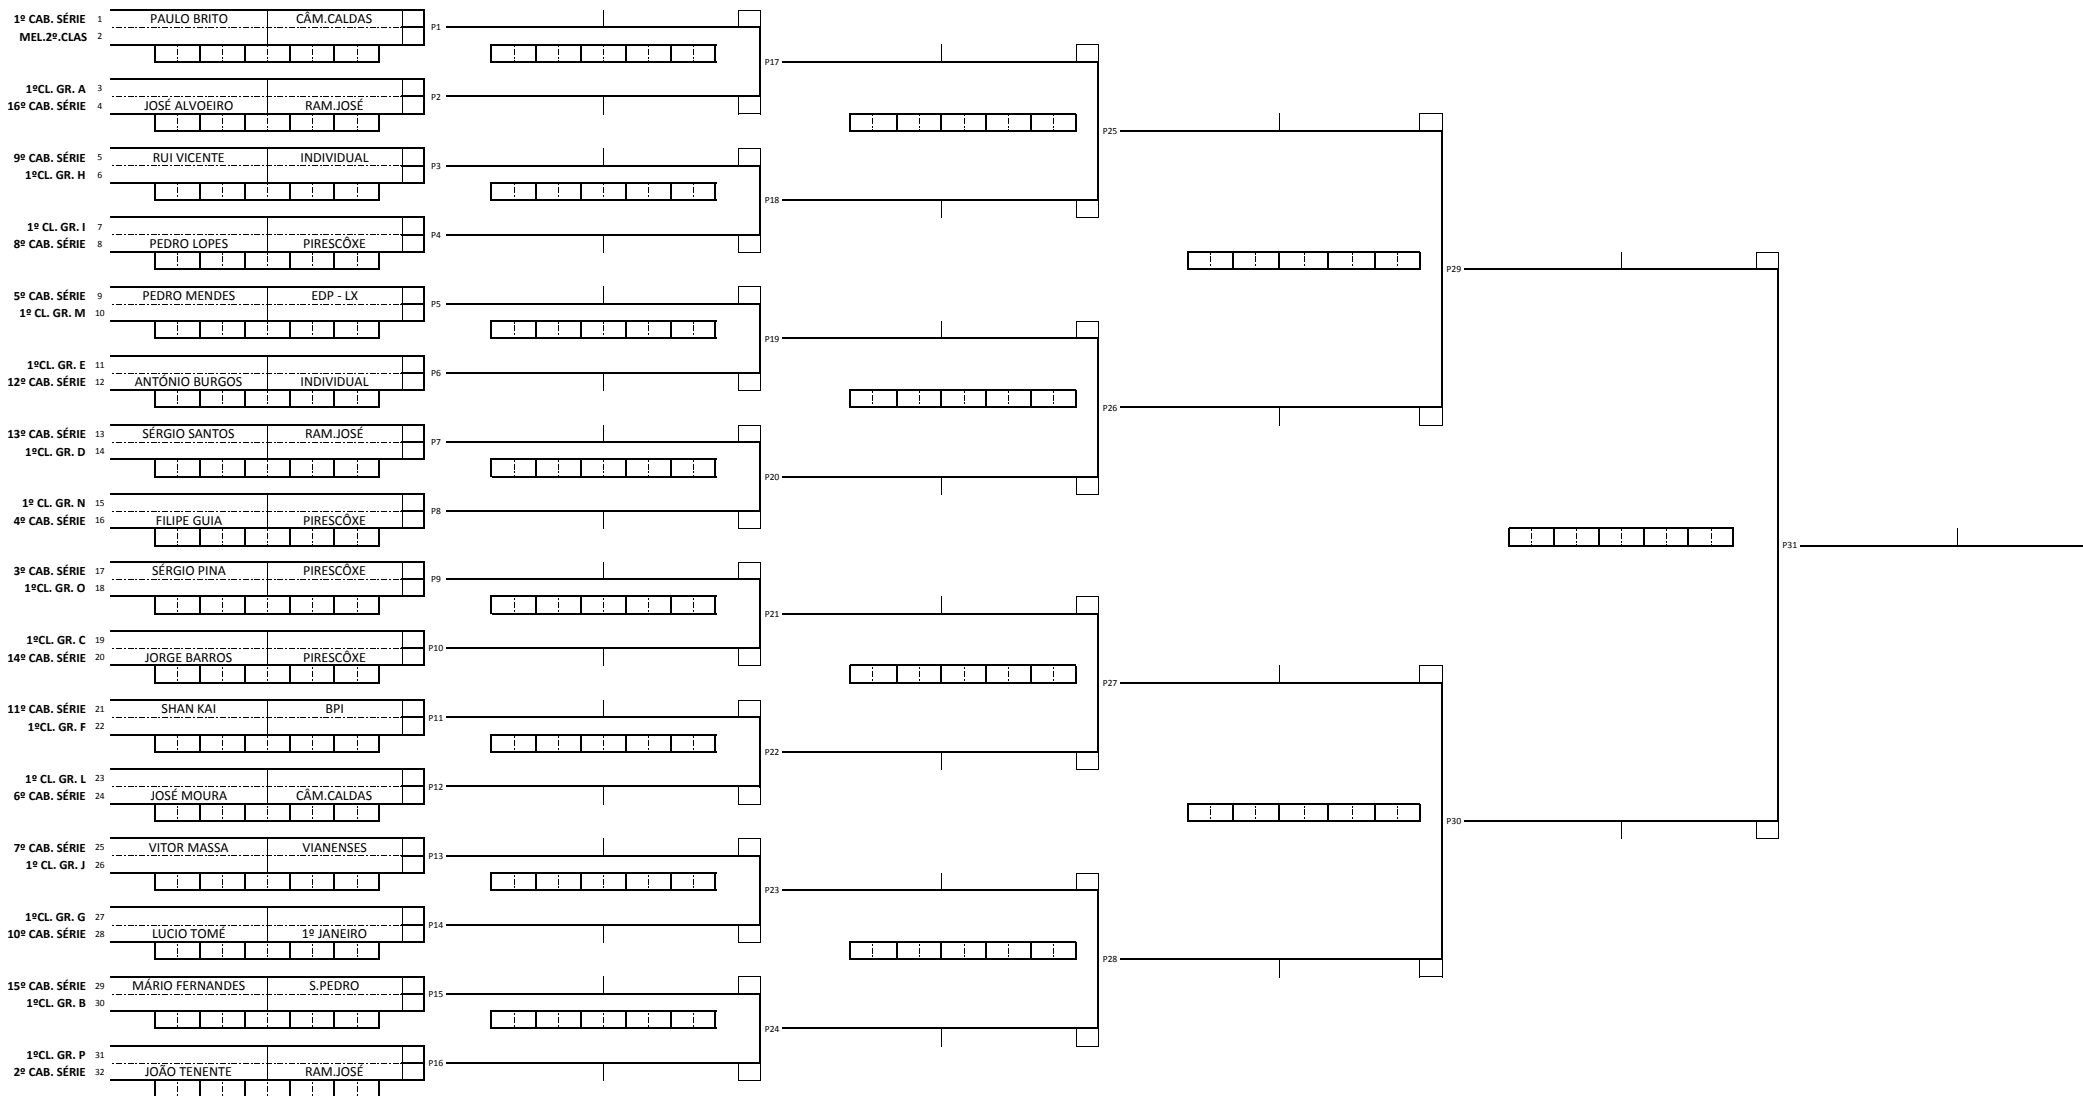 1º CAB. SÉRIE 1 PAULO BRITO CÂM.CALDAS
P1
MEL.2º.CLAS 2
P17
1ºCL. GR. A 3
P2
16º CAB. SÉRIE 4 JOSÉ ALVOEIRO RAM.JOSÉ
P25
9º CAB. SÉRIE 5 RUI VICENTE INDIVIDUAL
P3
1ºCL. GR. H 6
P18
1º CL. GR. I 7
P4
8º CAB. SÉRIE 8 PEDRO LOPES PIRESCÔXE
P29
5º CAB. SÉRIE 9 PEDRO MENDES EDP - LX
P5
1º CL. GR. M 10
P19
1ºCL. GR. E 11
P6
12º CAB. SÉRIE 12 ANTÓNIO BURGOS INDIVIDUAL
P26
13º CAB. SÉRIE 13 SÉRGIO SANTOS RAM.JOSÉ
P7
1ºCL. GR. D 14
P20
1º CL. GR. N 15
P8
4º CAB. SÉRIE 16 FILIPE GUIA PIRESCÔXE
P31
3º CAB. SÉRIE 17 SÉRGIO PINA PIRESCÔXE
P9
1ºCL. GR. O 18
P21
1ºCL. GR. C 19
P10
14º CAB. SÉRIE 20 JORGE BARROS PIRESCÔXE
P27
11º CAB. SÉRIE 21 SHAN KAI BPI
P11
1ºCL. GR. F 22
P22
1º CL. GR. L 23
P12
6º CAB. SÉRIE 24 JOSÉ MOURA CÂM.CALDAS
P30
7º CAB. SÉRIE 25 VITOR MASSA VIANENSES
P13
1º CL. GR. J 26
P23
1ºCL. GR. G 27
P14
10º CAB. SÉRIE 28 LUCIO TOMÉ 1º JANEIRO
P28
15º CAB. SÉRIE 29 MÁRIO FERNANDES S.PEDRO
P15
1ºCL. GR. B 30
P24
1ºCL. GR. P 31
P16
2º CAB. SÉRIE 32 JOÃO TENENTE RAM.JOSÉ